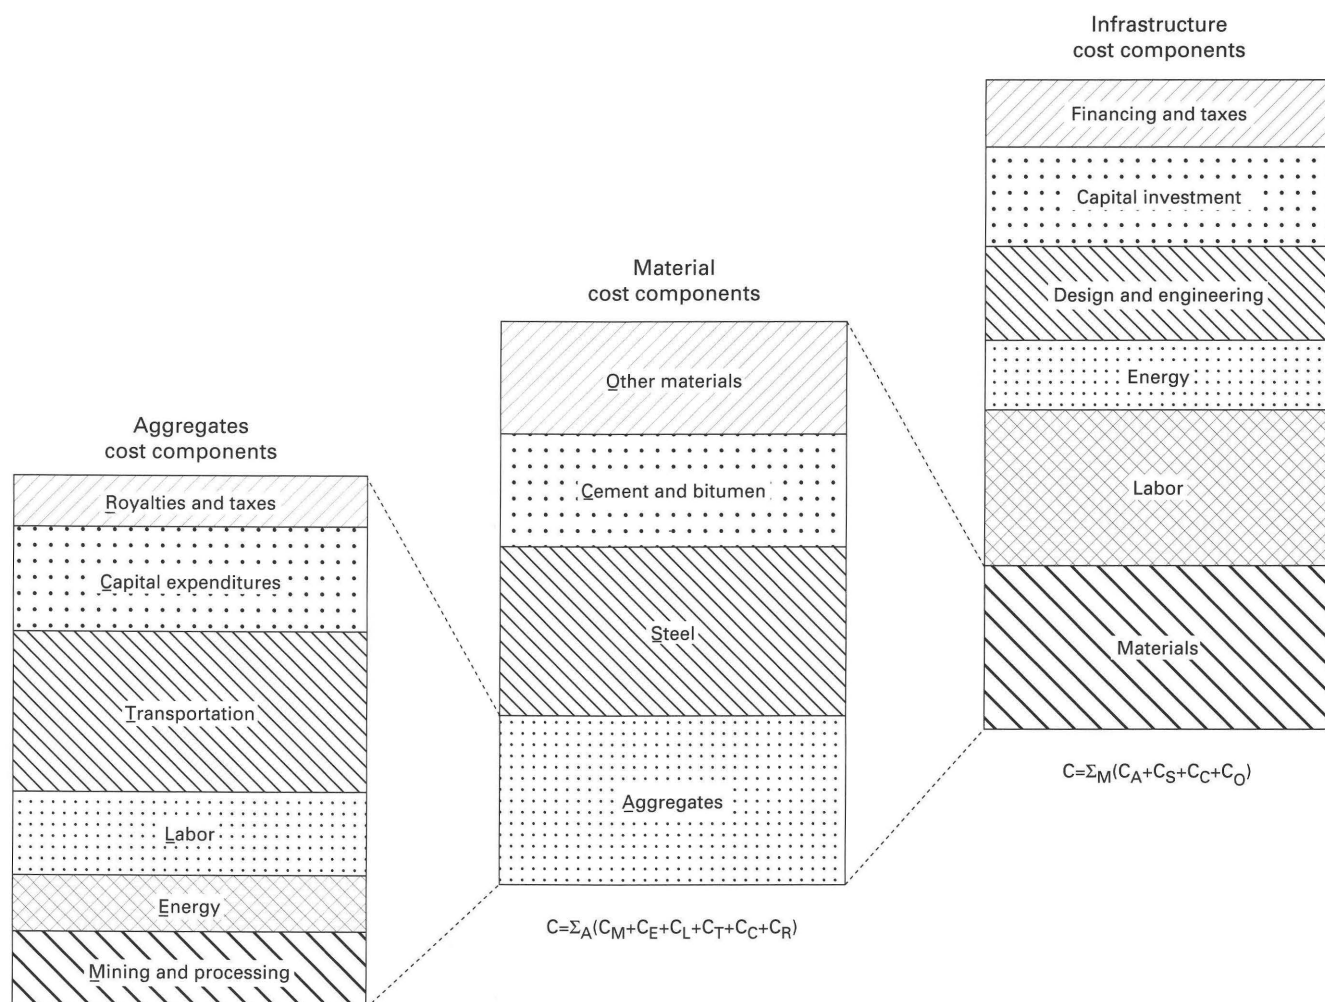 Aggregates
cost components
Royalties and taxes
Capital expenditures
Transportation
Labor
Energy
Mining and processing
Material
cost components
Other materials
Cement and bitumen
Steel
Aggregates
C=Σ_A(C_M+C_E+C_L+C_T+C_C+C_R)
Infrastructure
cost components
Financing and taxes
Capital investment
Design and engineering
Energy
Labor
Materials
C=Σ_M(C_A+C_S+C_C+C_O)